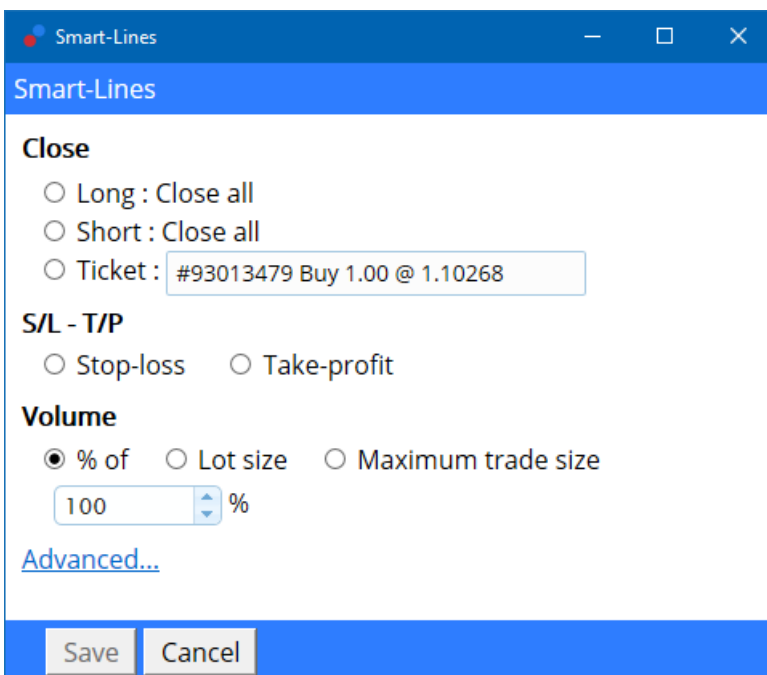 Smart-Lines
Smart-Lines
Close
Long : Close all
Short : Close all
Ticket : #93013479 Buy 1.00 @ 1.10268
S/L - T/P
Stop-loss Take-profit
Volume
% of Lot size Maximum trade size
100 %
Advanced...
Save Cancel